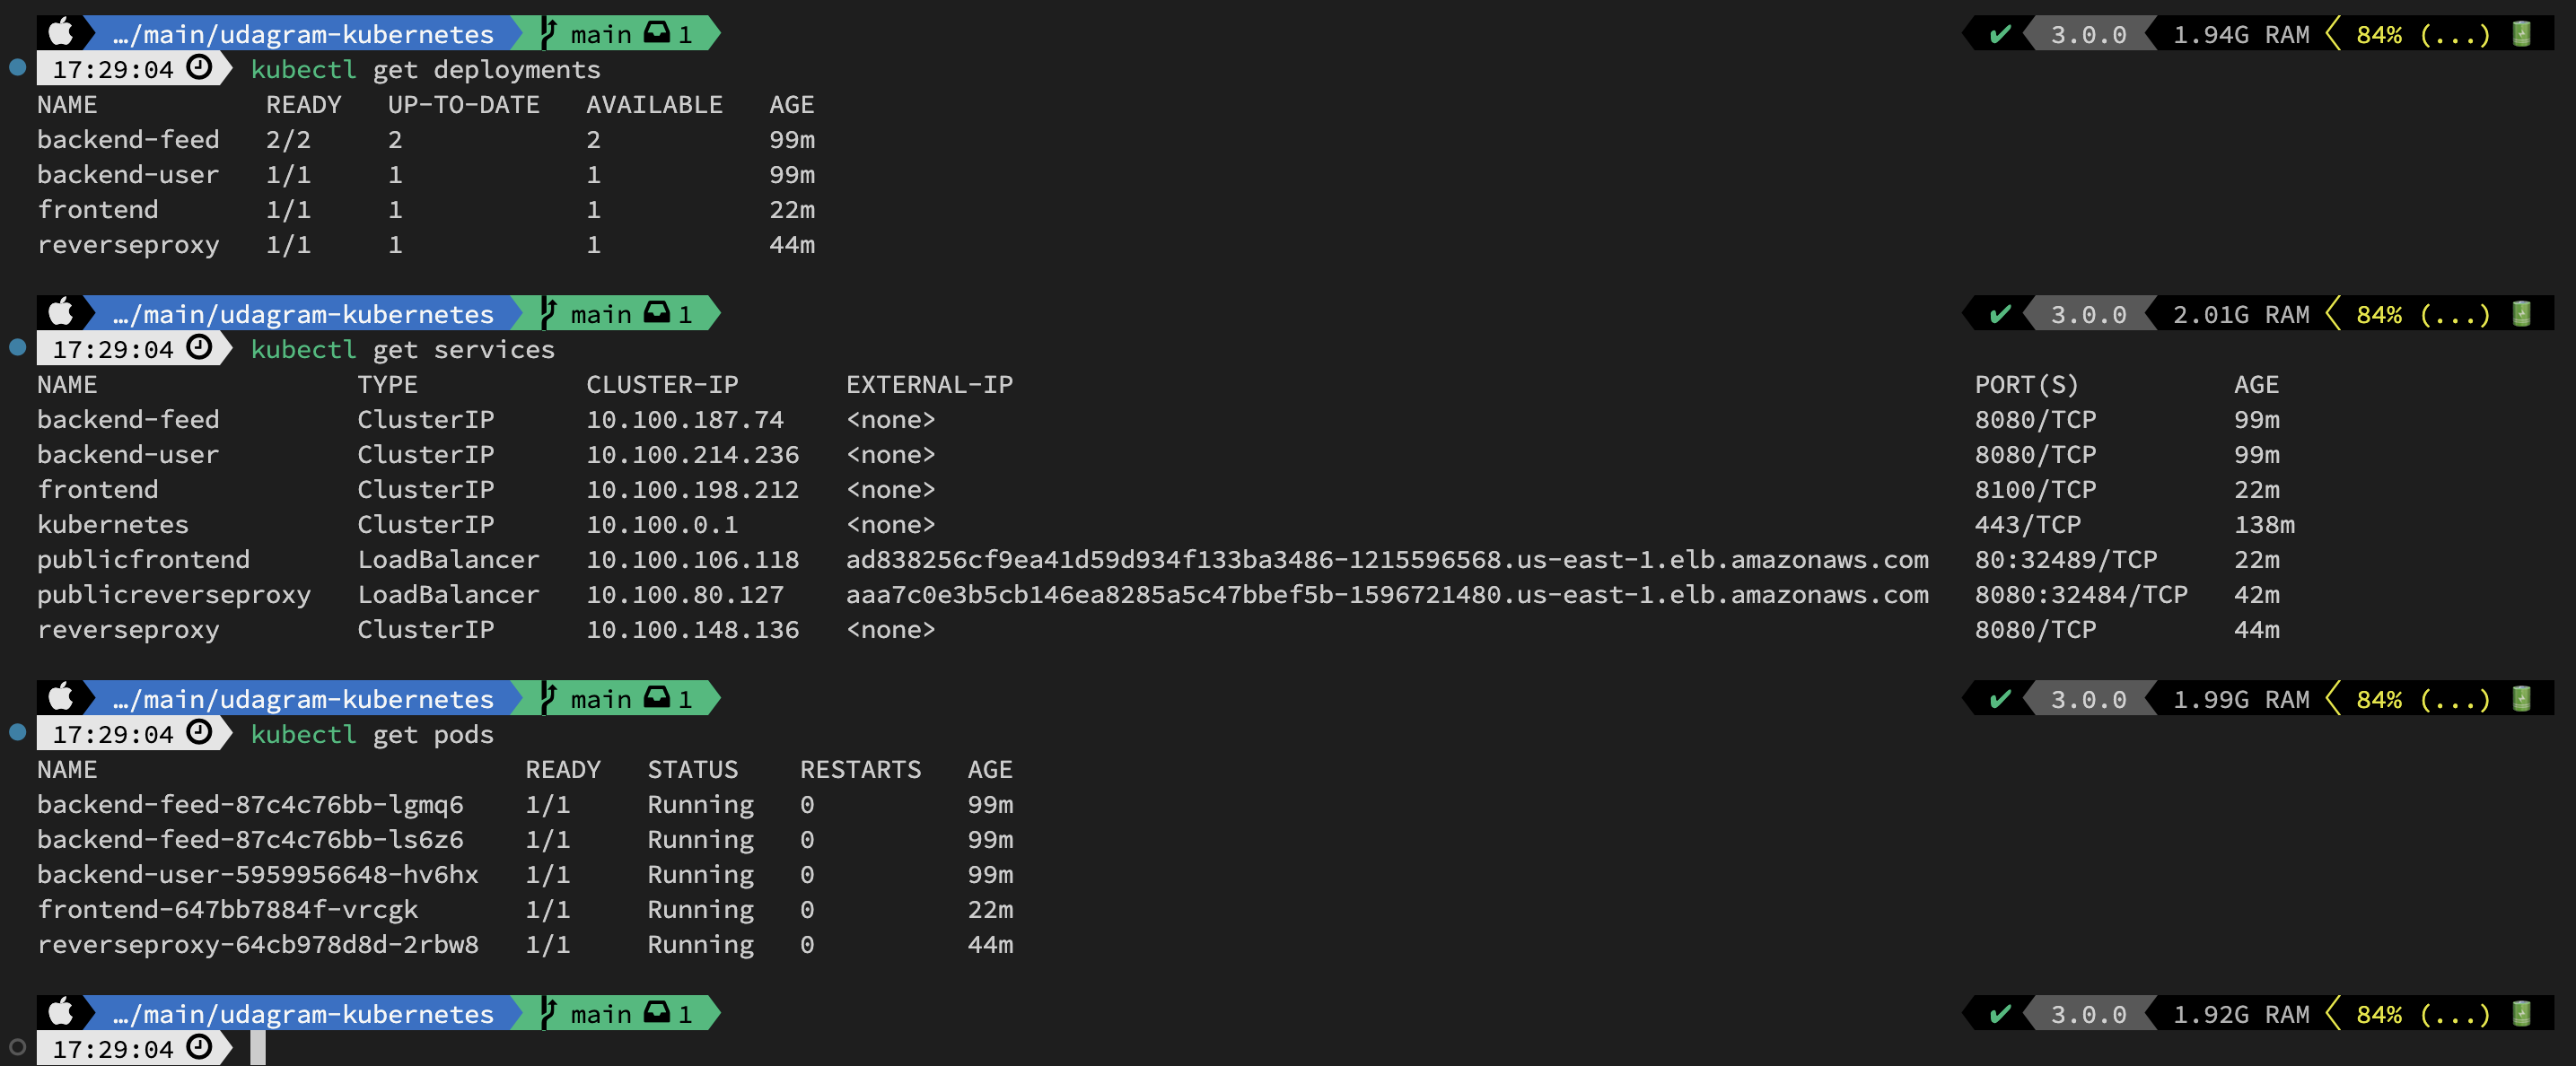 …/main/udagram-kubernetes main 1 ✔ 3.0.0 1.94G RAM 84% (...)
17:29:04 kubectl get deployments
NAME READY UP-TO-DATE AVAILABLE AGE
backend-feed 2/2 2 2 99m
backend-user 1/1 1 1 99m
frontend 1/1 1 1 22m
reverseproxy 1/1 1 1 44m
…/main/udagram-kubernetes main 1 ✔ 3.0.0 2.01G RAM 84% (...)
17:29:04 kubectl get services
NAME TYPE CLUSTER-IP EXTERNAL-IP PORT(S) AGE
backend-feed ClusterIP 10.100.187.74 <none> 8080/TCP 99m
backend-user ClusterIP 10.100.214.236 <none> 8080/TCP 99m
frontend ClusterIP 10.100.198.212 <none> 8100/TCP 22m
kubernetes ClusterIP 10.100.0.1 <none> 443/TCP 138m
publicfrontend LoadBalancer 10.100.106.118 ad838256cf9ea41d59d934f133ba3486-1215596568.us-east-1.elb.amazonaws.com 80:32489/TCP 22m
publicreverseproxy LoadBalancer 10.100.80.127 aaa7c0e3b5cb146ea8285a5c47bbef5b-1596721480.us-east-1.elb.amazonaws.com 8080:32484/TCP 42m
reverseproxy ClusterIP 10.100.148.136 <none> 8080/TCP 44m
…/main/udagram-kubernetes main 1 ✔ 3.0.0 1.99G RAM 84% (...)
17:29:04 kubectl get pods
NAME READY STATUS RESTARTS AGE
backend-feed-87c4c76bb-lgmq6 1/1 Running 0 99m
backend-feed-87c4c76bb-ls6z6 1/1 Running 0 99m
backend-user-5959956648-hv6hx 1/1 Running 0 99m
frontend-647bb7884f-vrcgk 1/1 Running 0 22m
reverseproxy-64cb978d8d-2rbw8 1/1 Running 0 44m
…/main/udagram-kubernetes main 1 ✔ 3.0.0 1.92G RAM 84% (...)
17:29:04